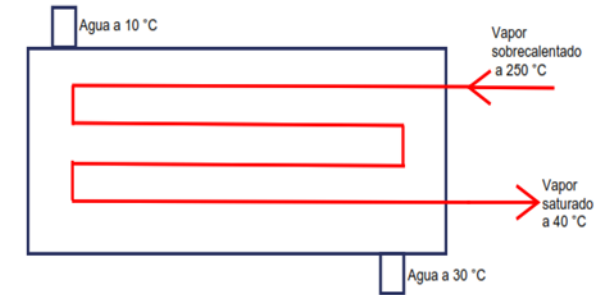 Agua a 10 °C
Vapor
sobrecalentado
a 250 °C
Vapor
saturado
a 40 °C
Agua a 30 °C